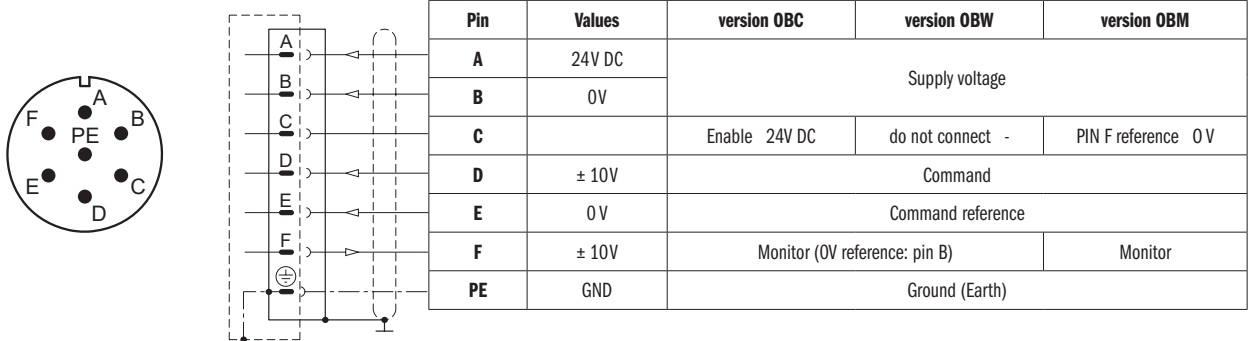 A
B
C
D
E
F
PE
A
B
C
D
E
F
Pin Values version OBC version OBW version OBM
A 24V DC Supply voltage
B 0V
C Enable 24V DC do not connect - PIN F reference 0 V
D ± 10V Command
E 0 V Command reference
F ± 10V Monitor (0V reference: pin B) Monitor
PE GND Ground (Earth)